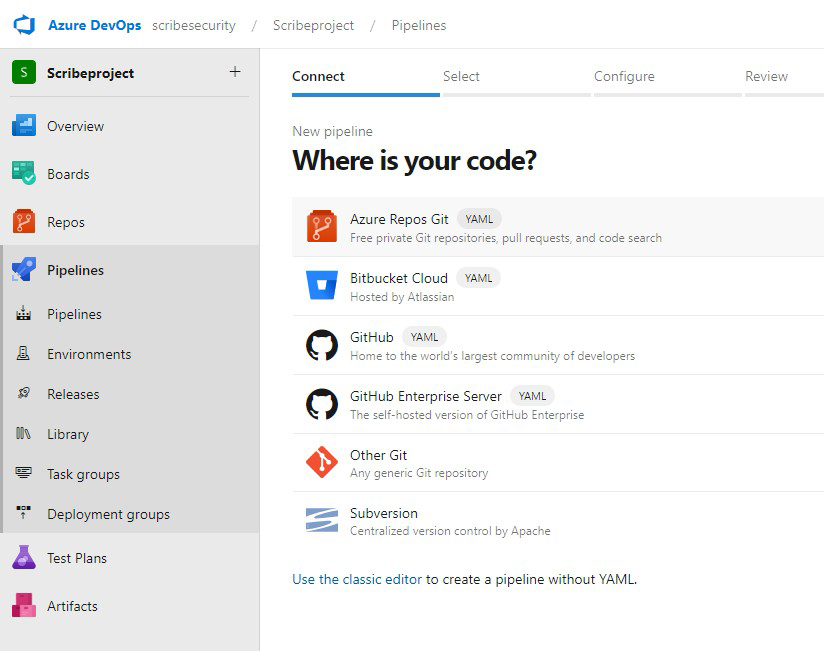 Azure DevOps scribesecurity / Scribeproject / Pipelines
S Scribeproject +
Overview
Boards
Repos
Pipelines
Pipelines
Environments
Releases
Library
Task groups
Deployment groups
Test Plans
Artifacts
Connect Select Configure Review
New pipeline
Where is your code?
Azure Repos Git YAML
Free private Git repositories, pull requests, and code search
Bitbucket Cloud YAML
Hosted by Atlassian
GitHub YAML
Home to the world's largest community of developers
GitHub Enterprise Server YAML
The self-hosted version of GitHub Enterprise
Other Git
Any generic Git repository
Subversion
Centralized version control by Apache
Use the classic editor to create a pipeline without YAML.